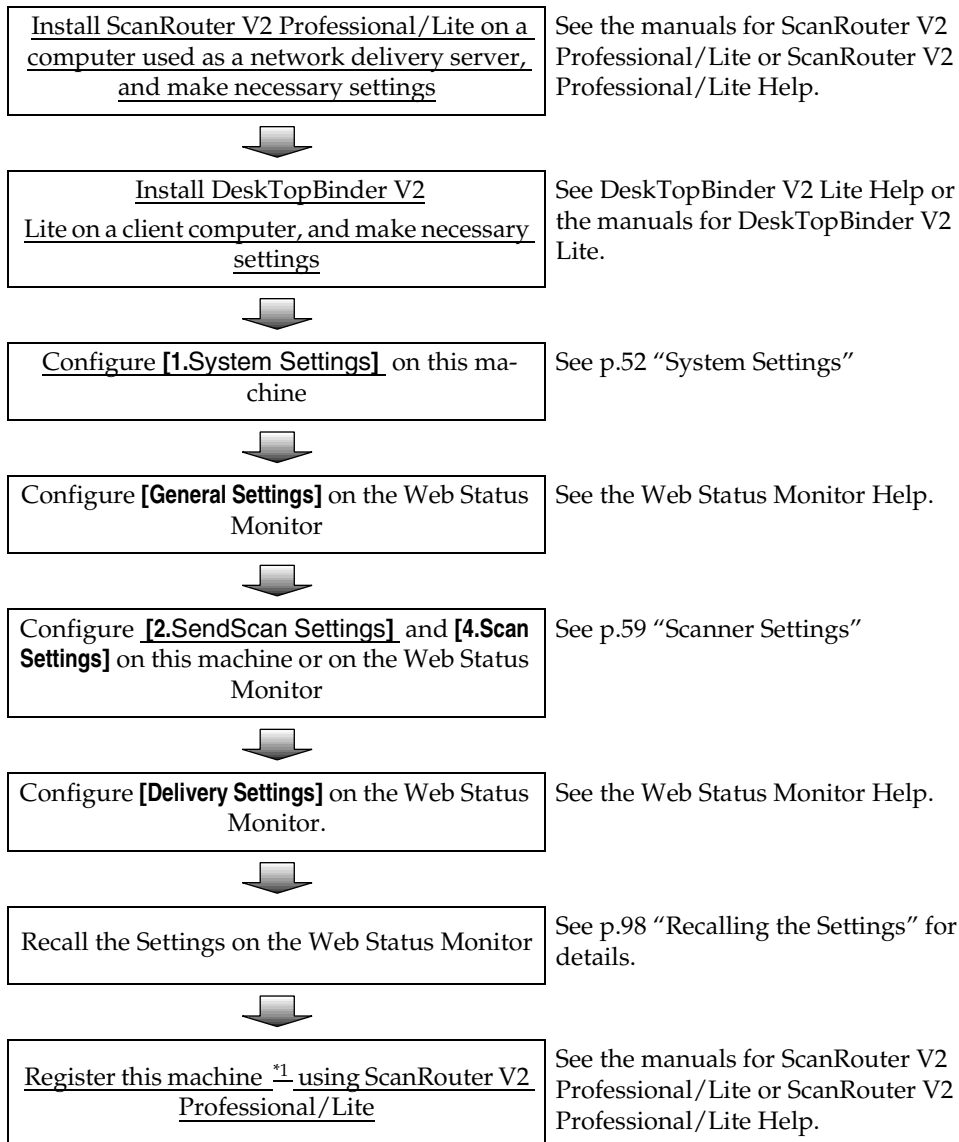 Install ScanRouter V2 Professional/Lite on a
computer used as a network delivery server,
and make necessary settings
See the manuals for ScanRouter V2
Professional/Lite or ScanRouter V2
Professional/Lite Help.
Install DeskTopBinder V2
Lite on a client computer, and make necessary
settings
See DeskTopBinder V2 Lite Help or
the manuals for DeskTopBinder V2
Lite.
Configure [1.System Settings] on this ma-
chine
See p.52 “System Settings”
Configure [General Settings] on the Web Status
Monitor
See the Web Status Monitor Help.
Configure [2.SendScan Settings] and [4.Scan
Settings] on this machine or on the Web Status
Monitor
See p.59 “Scanner Settings”
Configure [Delivery Settings] on the Web Status
Monitor.
See the Web Status Monitor Help.
Recall the Settings on the Web Status Monitor
See p.98 “Recalling the Settings” for
details.
Register this machine *1 using ScanRouter V2
Professional/Lite
See the manuals for ScanRouter V2
Professional/Lite or ScanRouter V2
Professional/Lite Help.